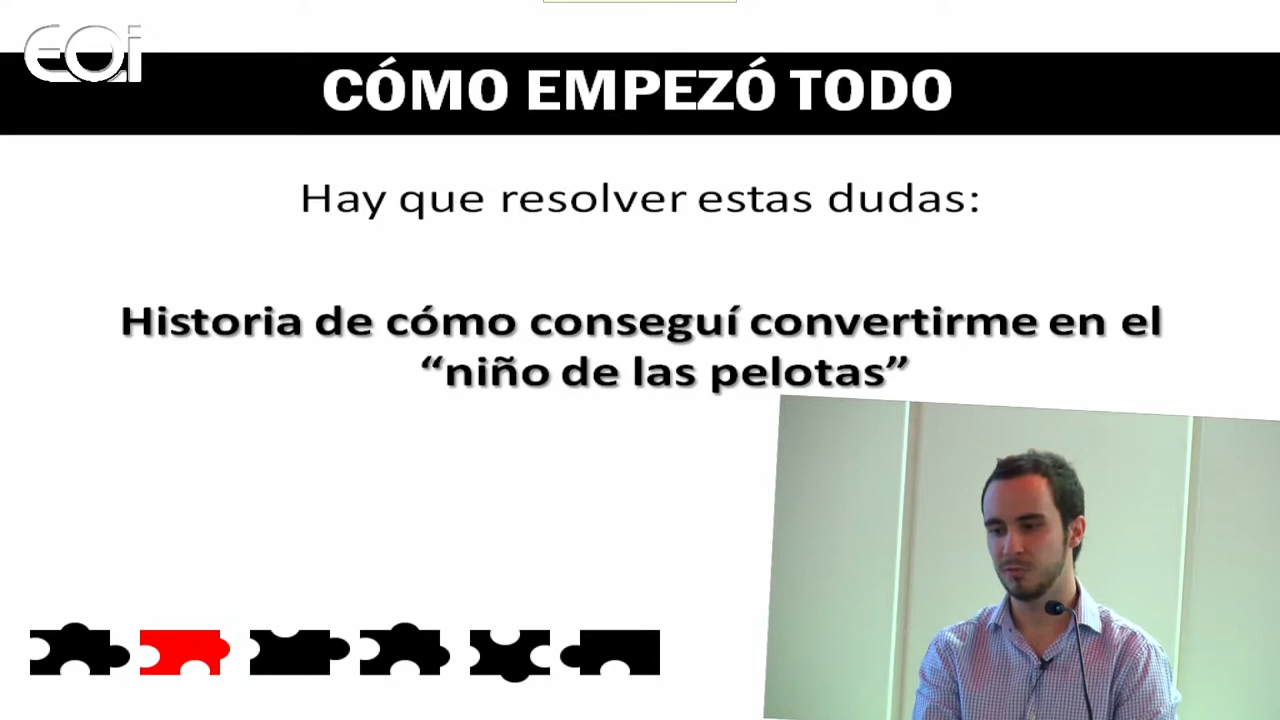 EOi
CÓMO EMPEZÓ TODO
Hay que resolver estas dudas:
Historia de cómo conseguí convertirme en el
“niño de las pelotas”